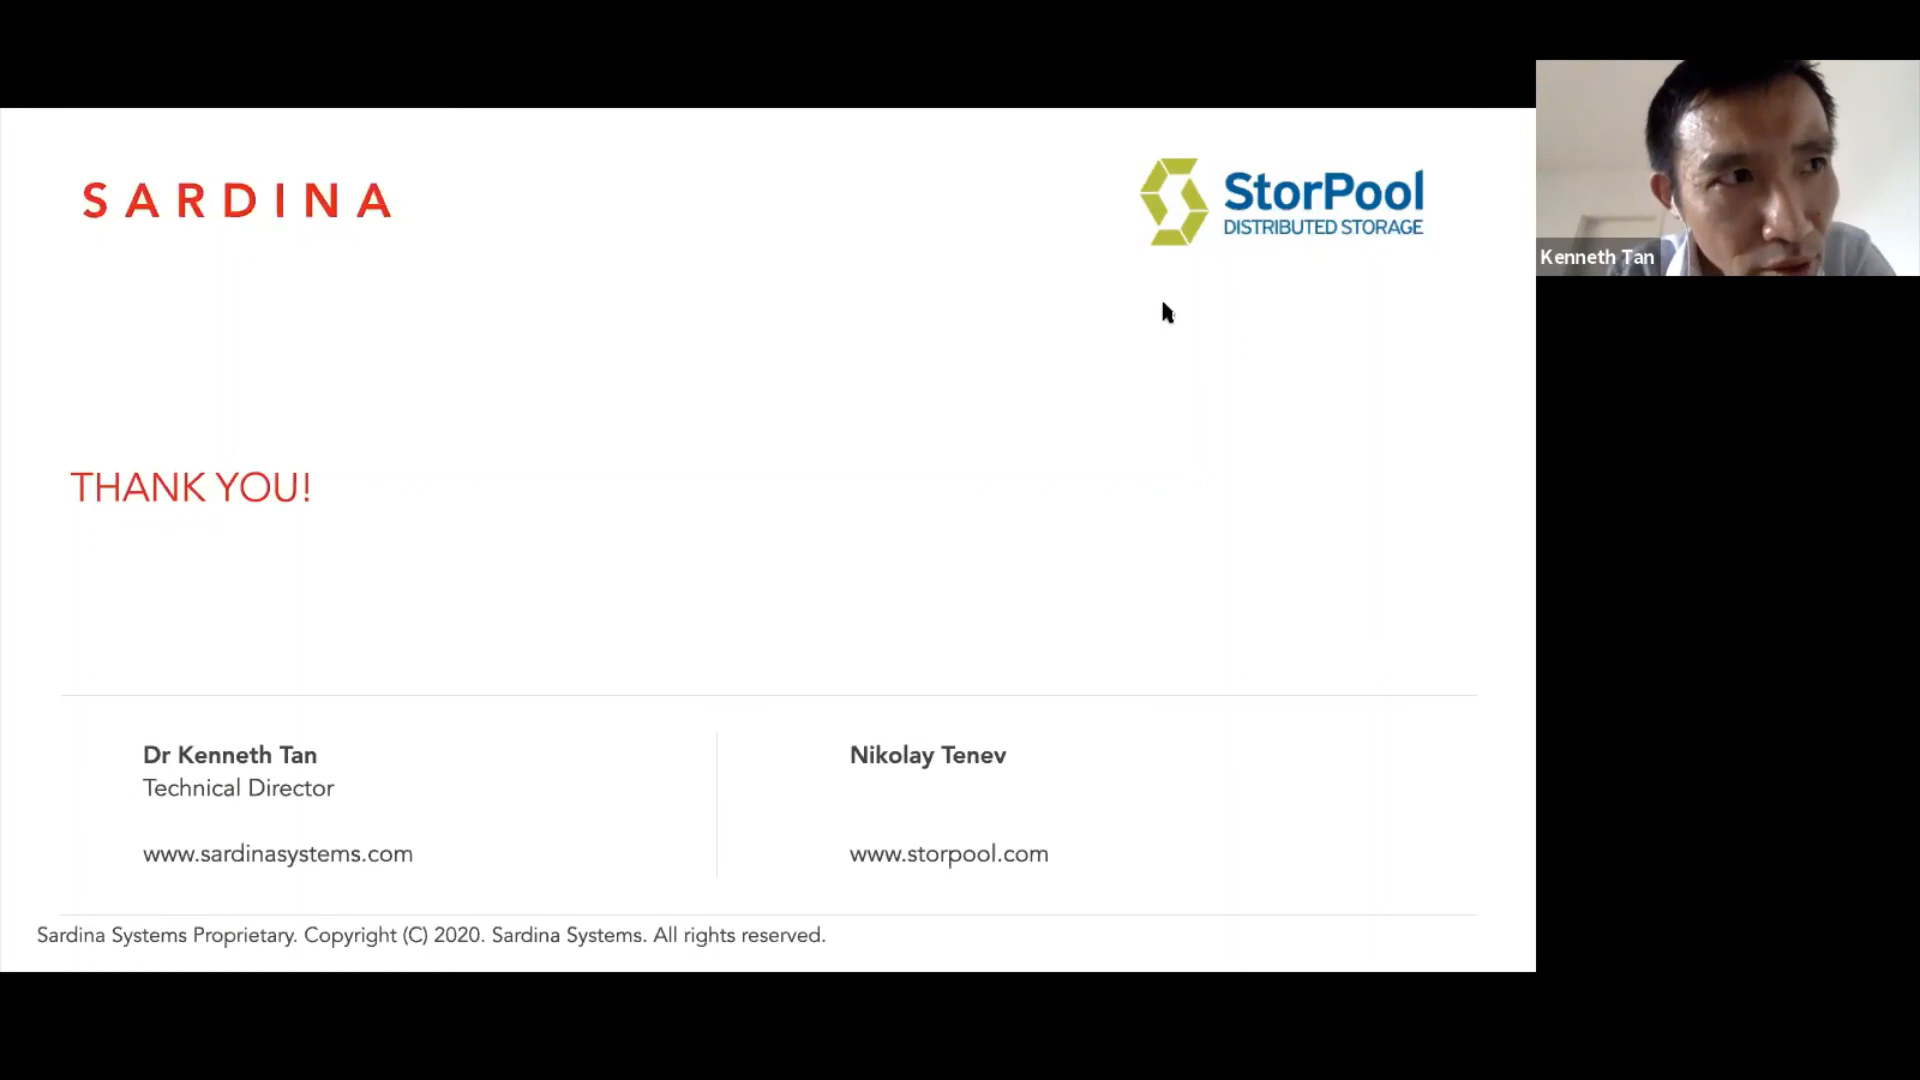 SARDINA
StorPool
DISTRIBUTED STORAGE
Kenneth Tan
THANK YOU!
Dr Kenneth Tan
Technical Director
www.sardinasystems.com
Nikolay Tenev
www.storpool.com
Sardina Systems Proprietary. Copyright (C) 2020. Sardina Systems. All rights reserved.